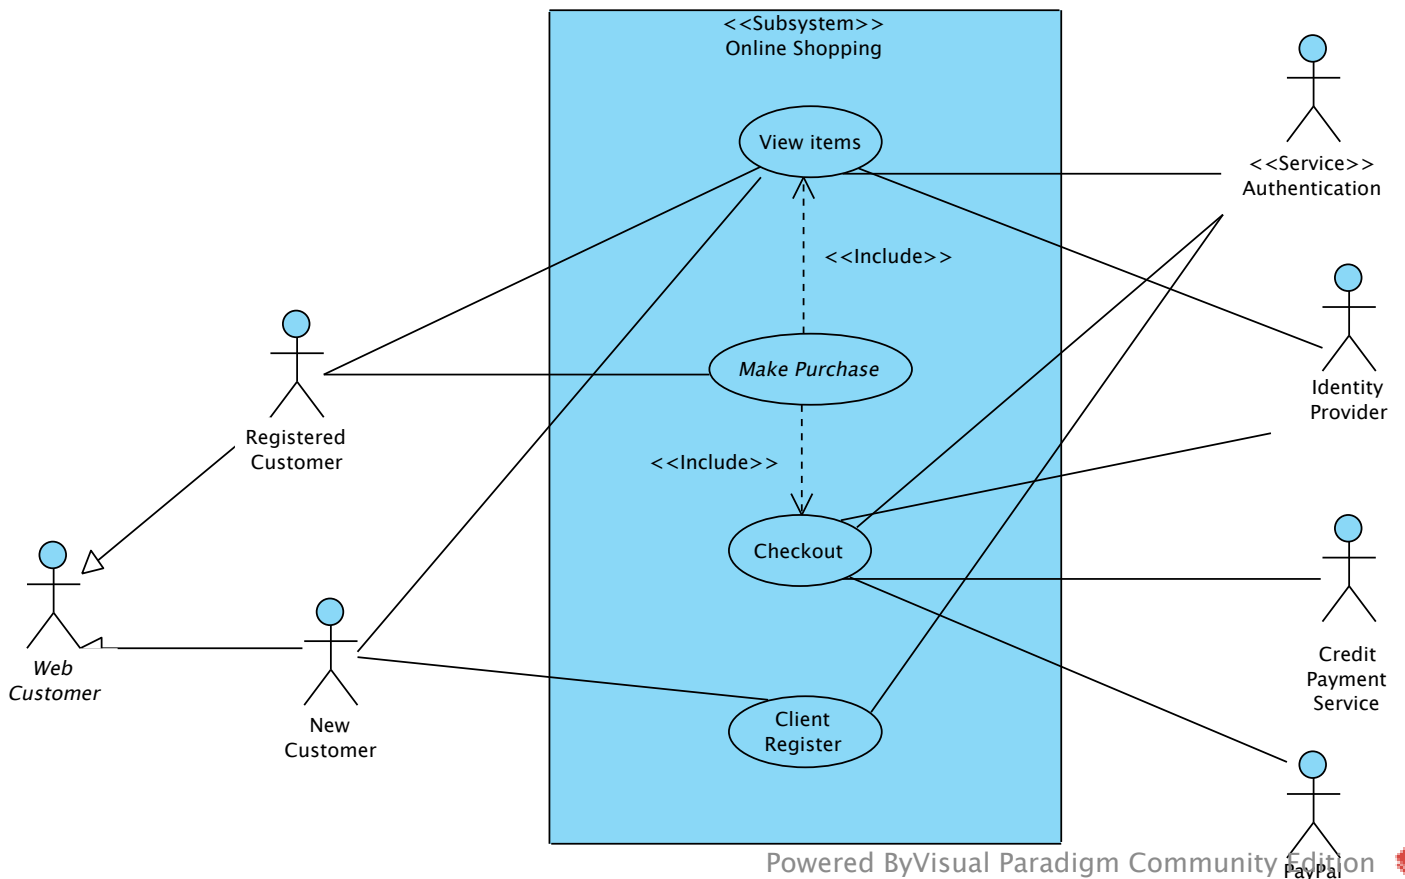 <<Subsystem>>
Online Shopping
View items
<<Service>>
Authentication
<<Include>>
Make Purchase
Identity
Provider
Registered
Customer
<<Include>>
Checkout
Web
Customer
New
Customer
Client
Register
Credit
Payment
Service
Powered ByVisual Paradigm Community Edition
PayPal